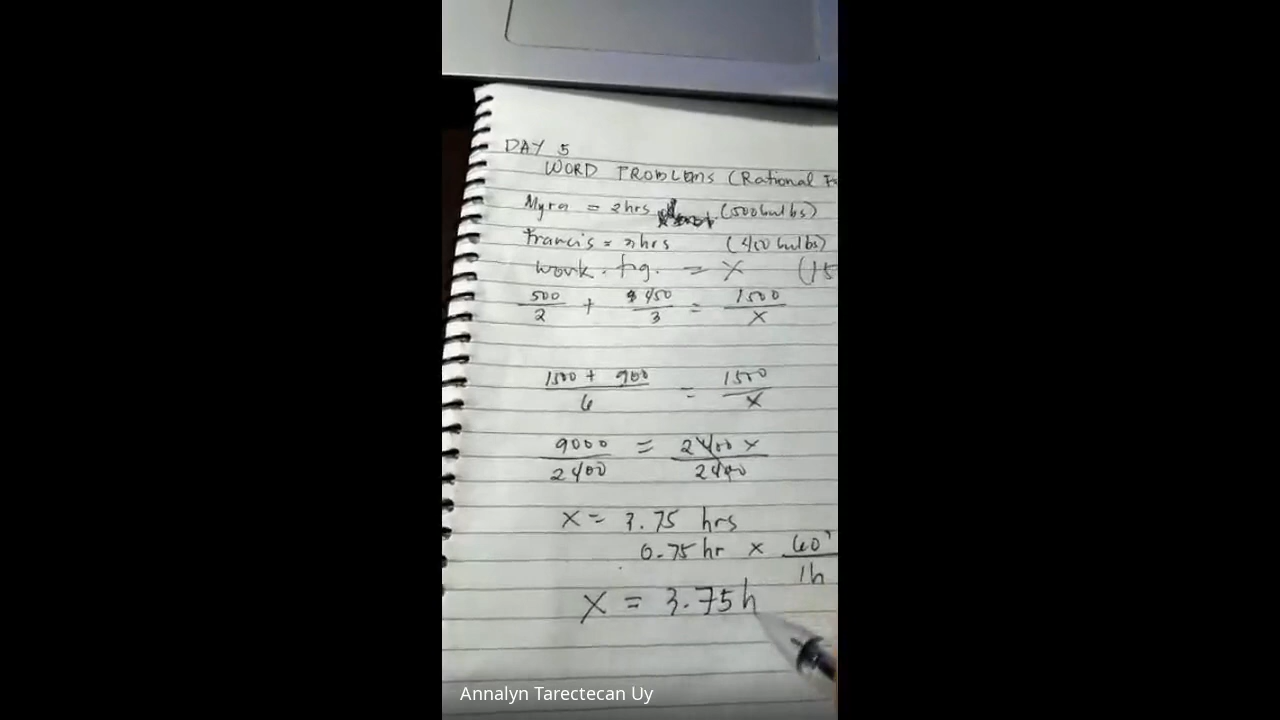 DAY 5
WORD PROBLEMS (Rational
Myra = 2hrs (500 bulbs)
Francis = 3hrs (450 bulbs)
Work. tog. = X (15
500/2 + 450/3 = 1500/X
1500 + 900/6 = 1500/X
9000/2400 = 2400 X/2400
X = 3.75 hrs
0.75 hr x 60'/1h
X = 3.75h
Annalyn Tarectecan Uy